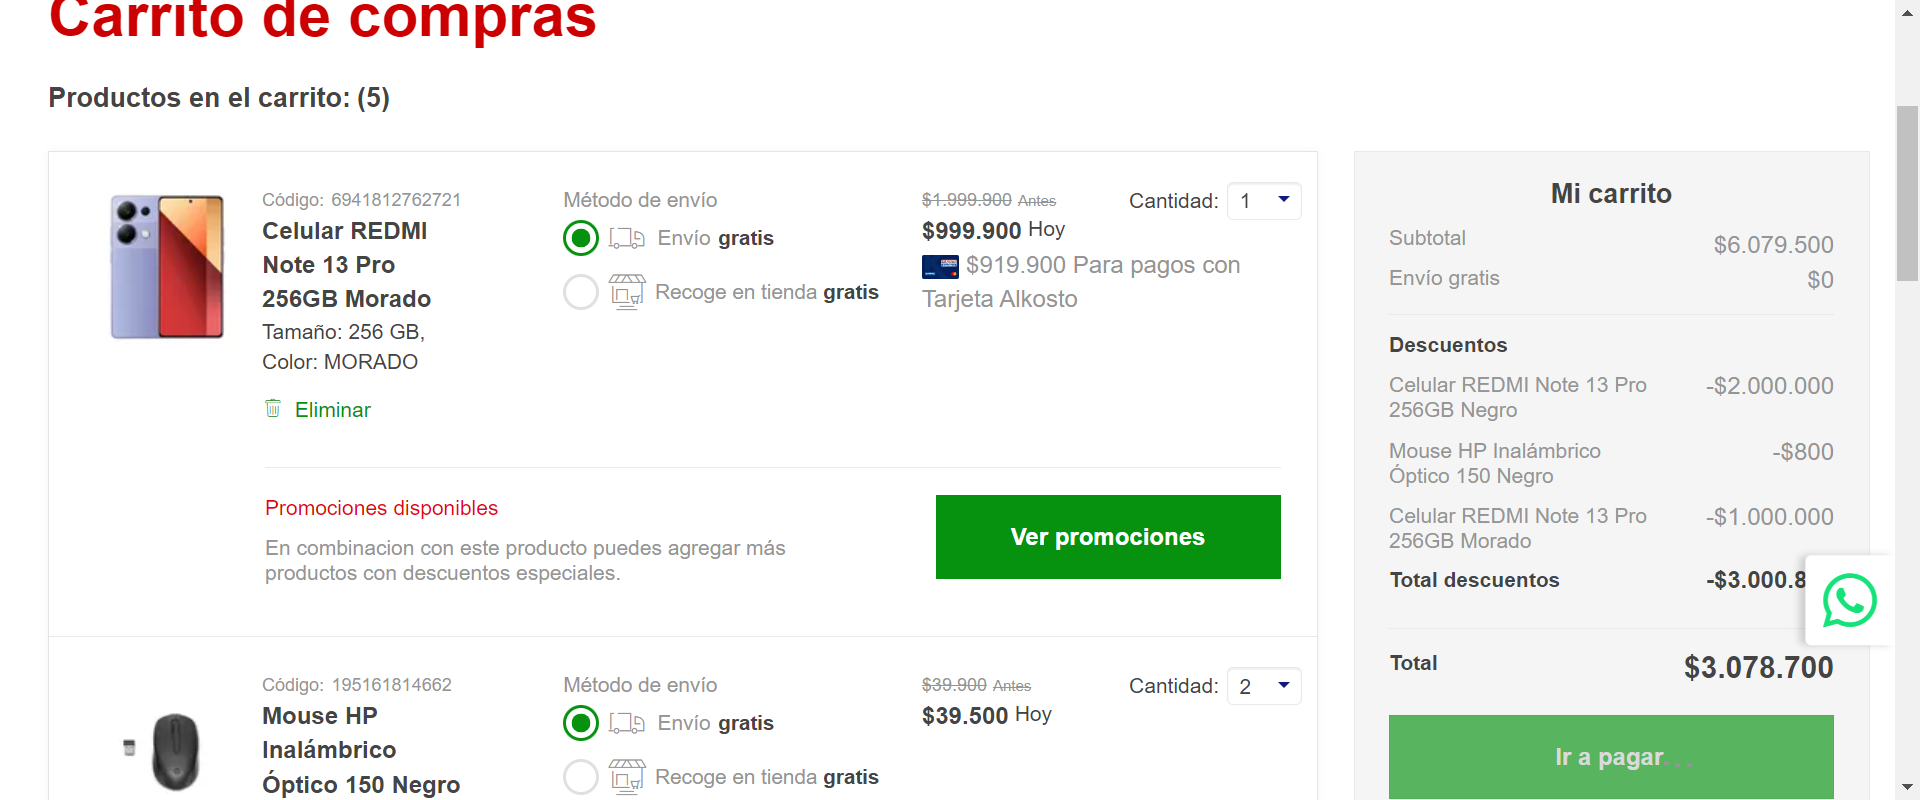 Carrito de compras
Productos en el carrito: (5)
Código: 6941812762721
Celular REDMI
Note 13 Pro
256GB Morado
Tamaño: 256 GB,
Color: MORADO
Eliminar
Método de envío
Envío gratis
Recoge en tienda gratis
$1.999.900 Antes
$999.900 Hoy
$919.900 Para pagos con
Tarjeta Alkosto
Cantidad: 1
Promociones disponibles
En combinacion con este producto puedes agregar más
productos con descuentos especiales.
Ver promociones
Código: 195161814662
Mouse HP
Inalámbrico
Óptico 150 Negro
Método de envío
Envío gratis
Recoge en tienda gratis
$39.900 Antes
$39.500 Hoy
Cantidad: 2
Mi carrito
Subtotal $6.079.500
Envío gratis $0
Descuentos
Celular REDMI Note 13 Pro -$2.000.000
256GB Negro
Mouse HP Inalámbrico -$800
Óptico 150 Negro
Celular REDMI Note 13 Pro -$1.000.000
256GB Morado
Total descuentos -$3.000.8
Total $3.078.700
Ir a pagar...